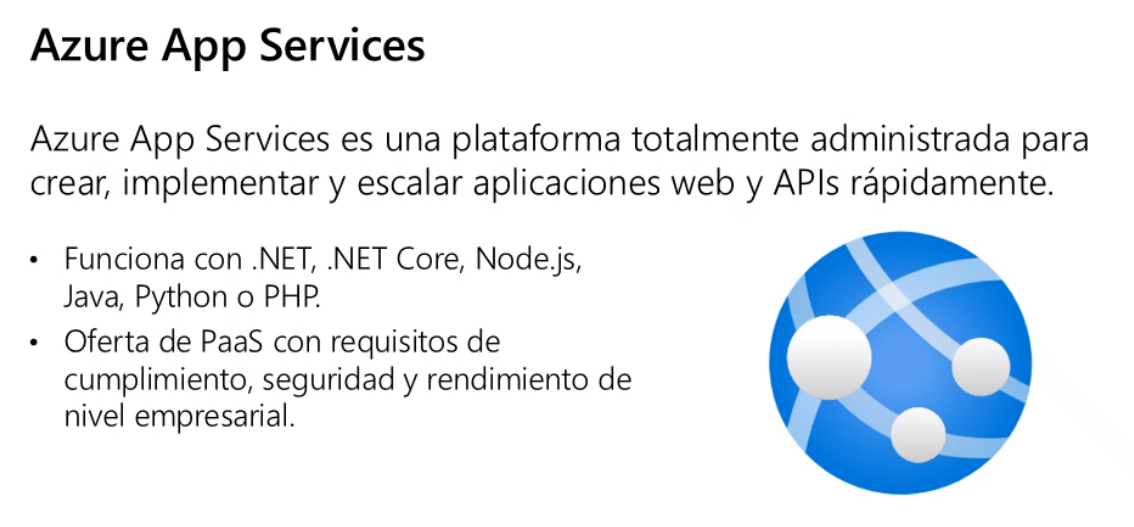 Azure App Services
Azure App Services es una plataforma totalmente administrada para
crear, implementar y escalar aplicaciones web y APIs rápidamente.
• Funciona con .NET, .NET Core, Node.js,
Java, Python o PHP.
• Oferta de PaaS con requisitos de
cumplimiento, seguridad y rendimiento de
nivel empresarial.